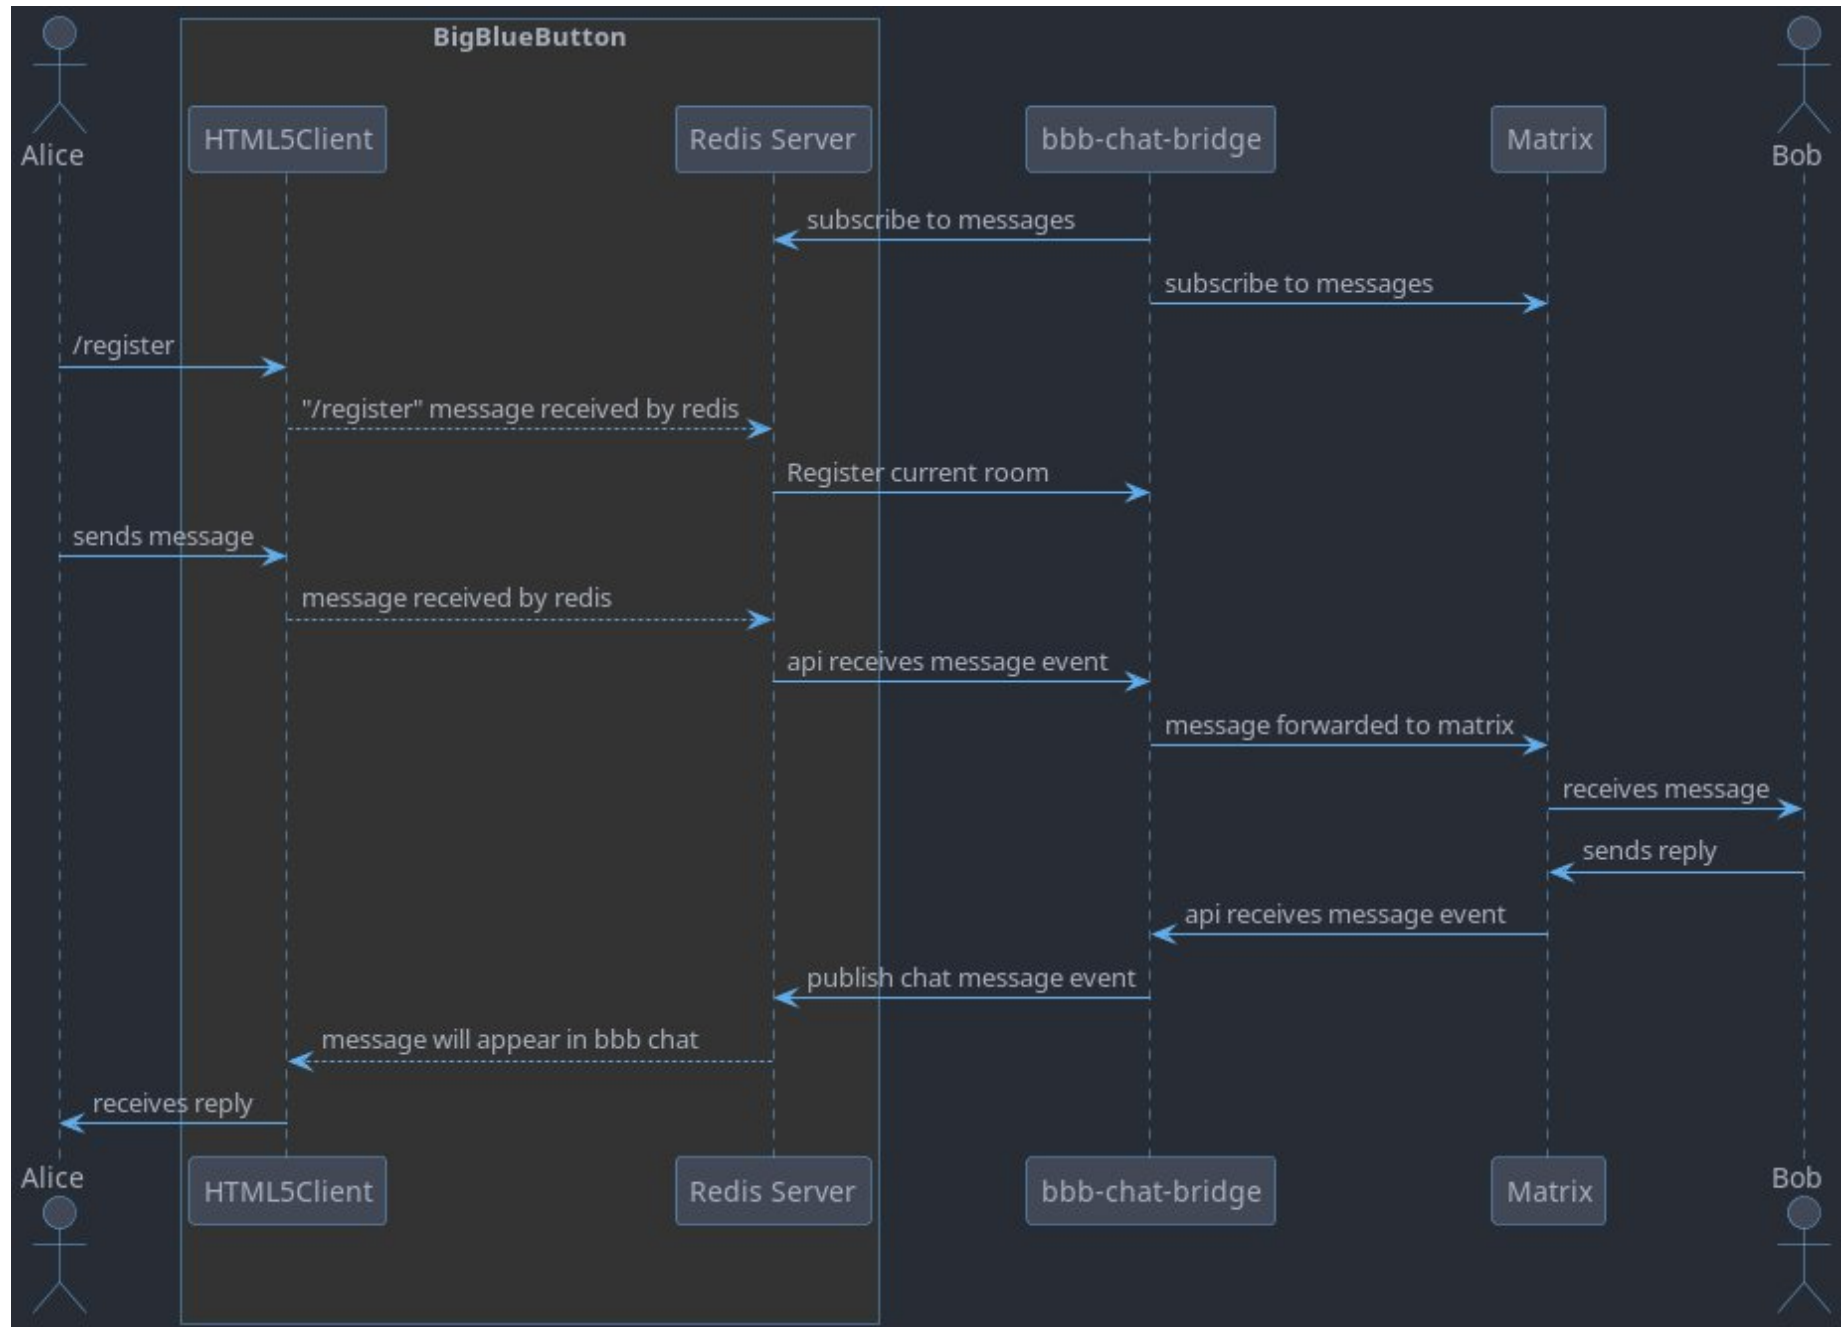 BigBlueButton
Alice
HTML5Client
Redis Server
bbb-chat-bridge
Matrix
Bob
subscribe to messages
subscribe to messages
/register
"/register" message received by redis
Register current room
sends message
message received by redis
api receives message event
message forwarded to matrix
receives message
sends reply
api receives message event
publish chat message event
message will appear in bbb chat
receives reply
Alice
HTML5Client
Redis Server
bbb-chat-bridge
Matrix
Bob